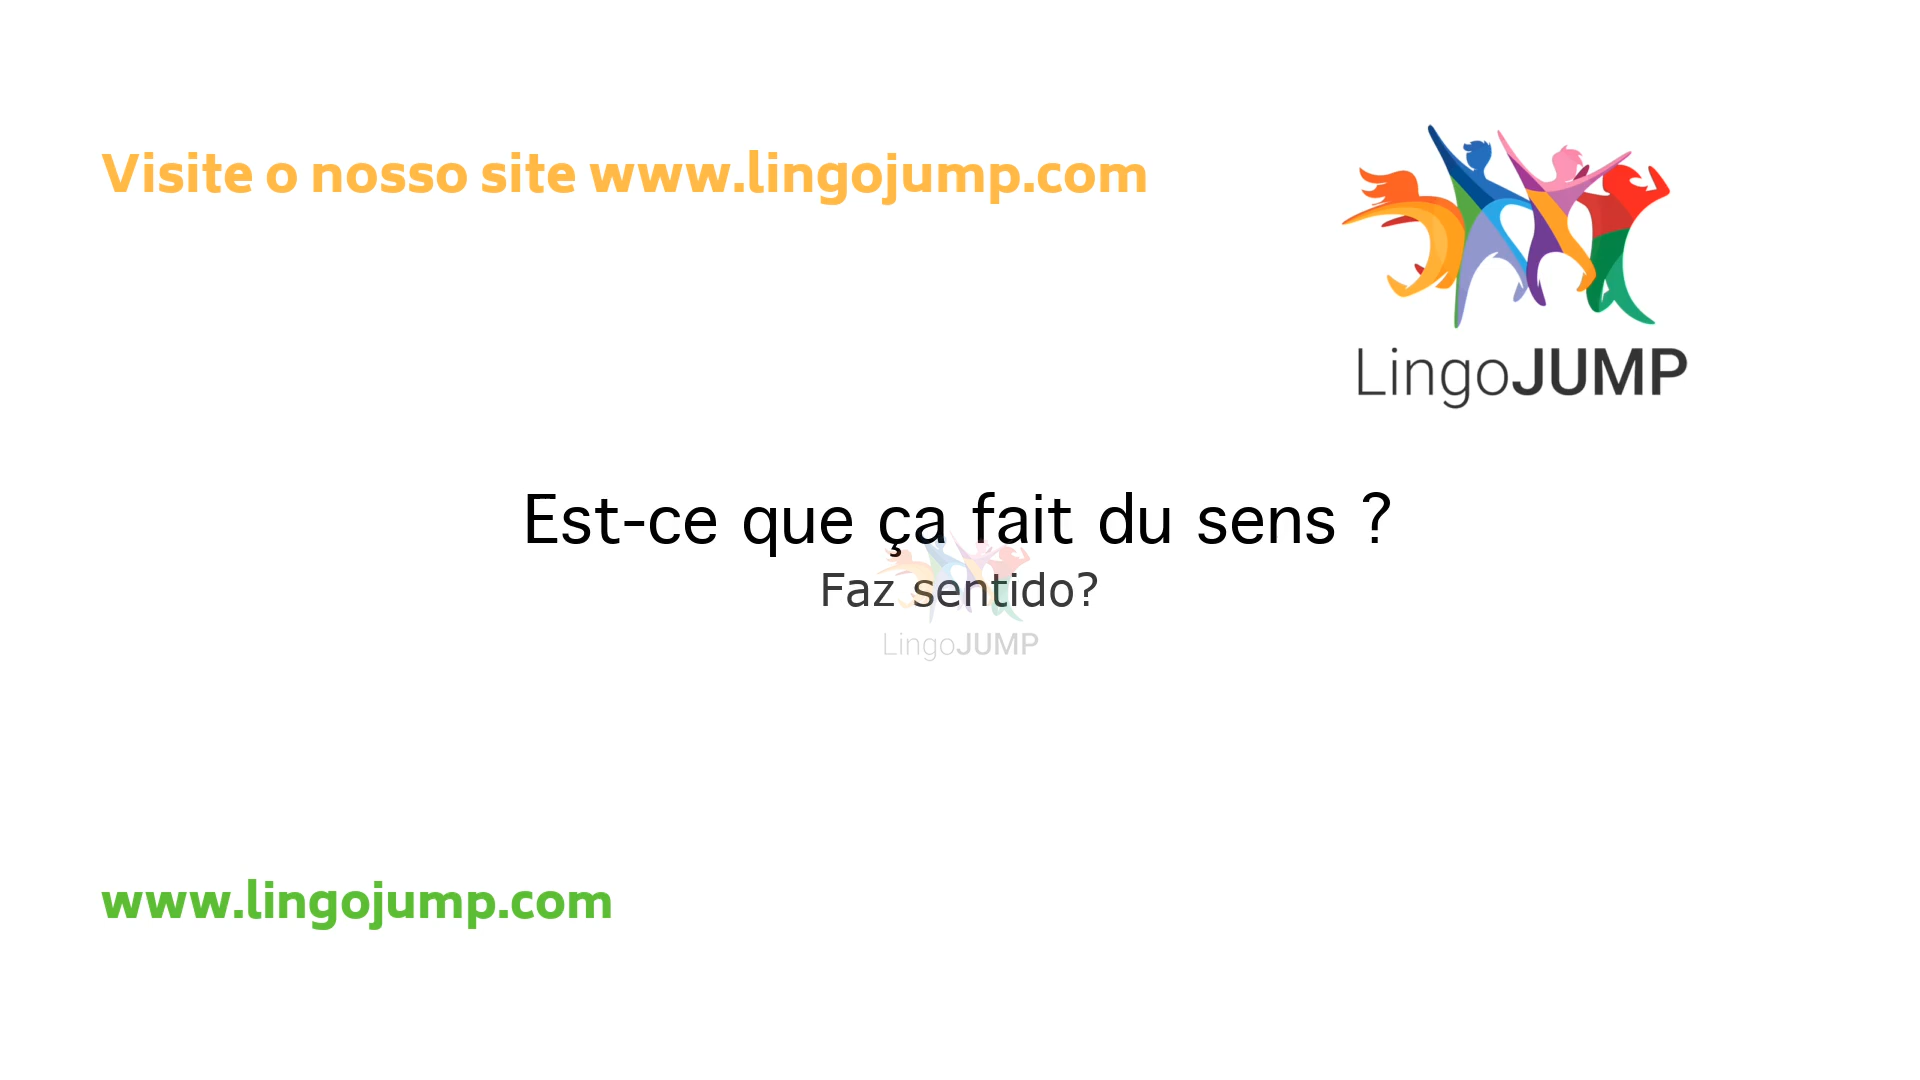 Visite o nosso site www.lingojump.com
LingoJUMP
Est-ce que ça fait du sens ?
Faz sentido?
LingoJUMP
www.lingojump.com